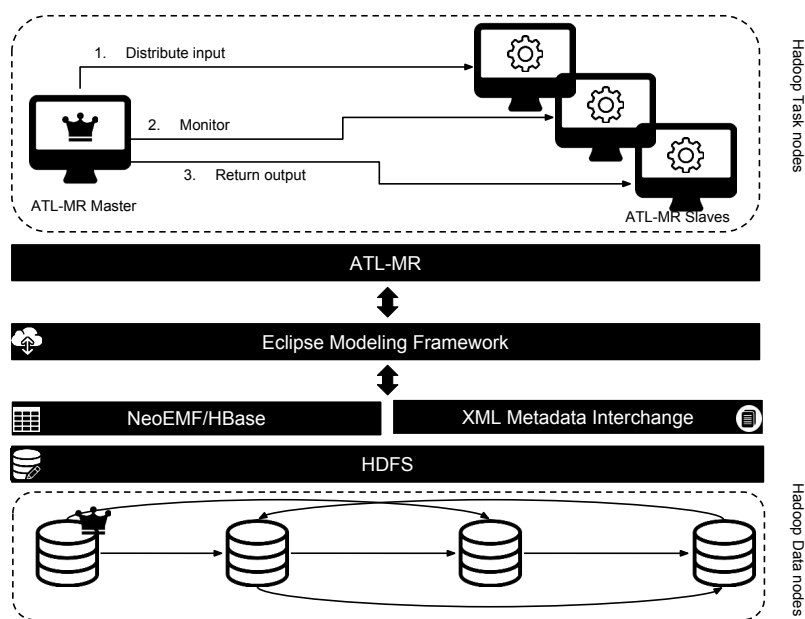 1. Distribute input
2. Monitor
3. Return output
ATL-MR Master
ATL-MR Slaves
Hadoop Task nodes
ATL-MR
Eclipse Modeling Framework
NeoEMF/HBase
XML Metadata Interchange
HDFS
Hadoop Data nodes